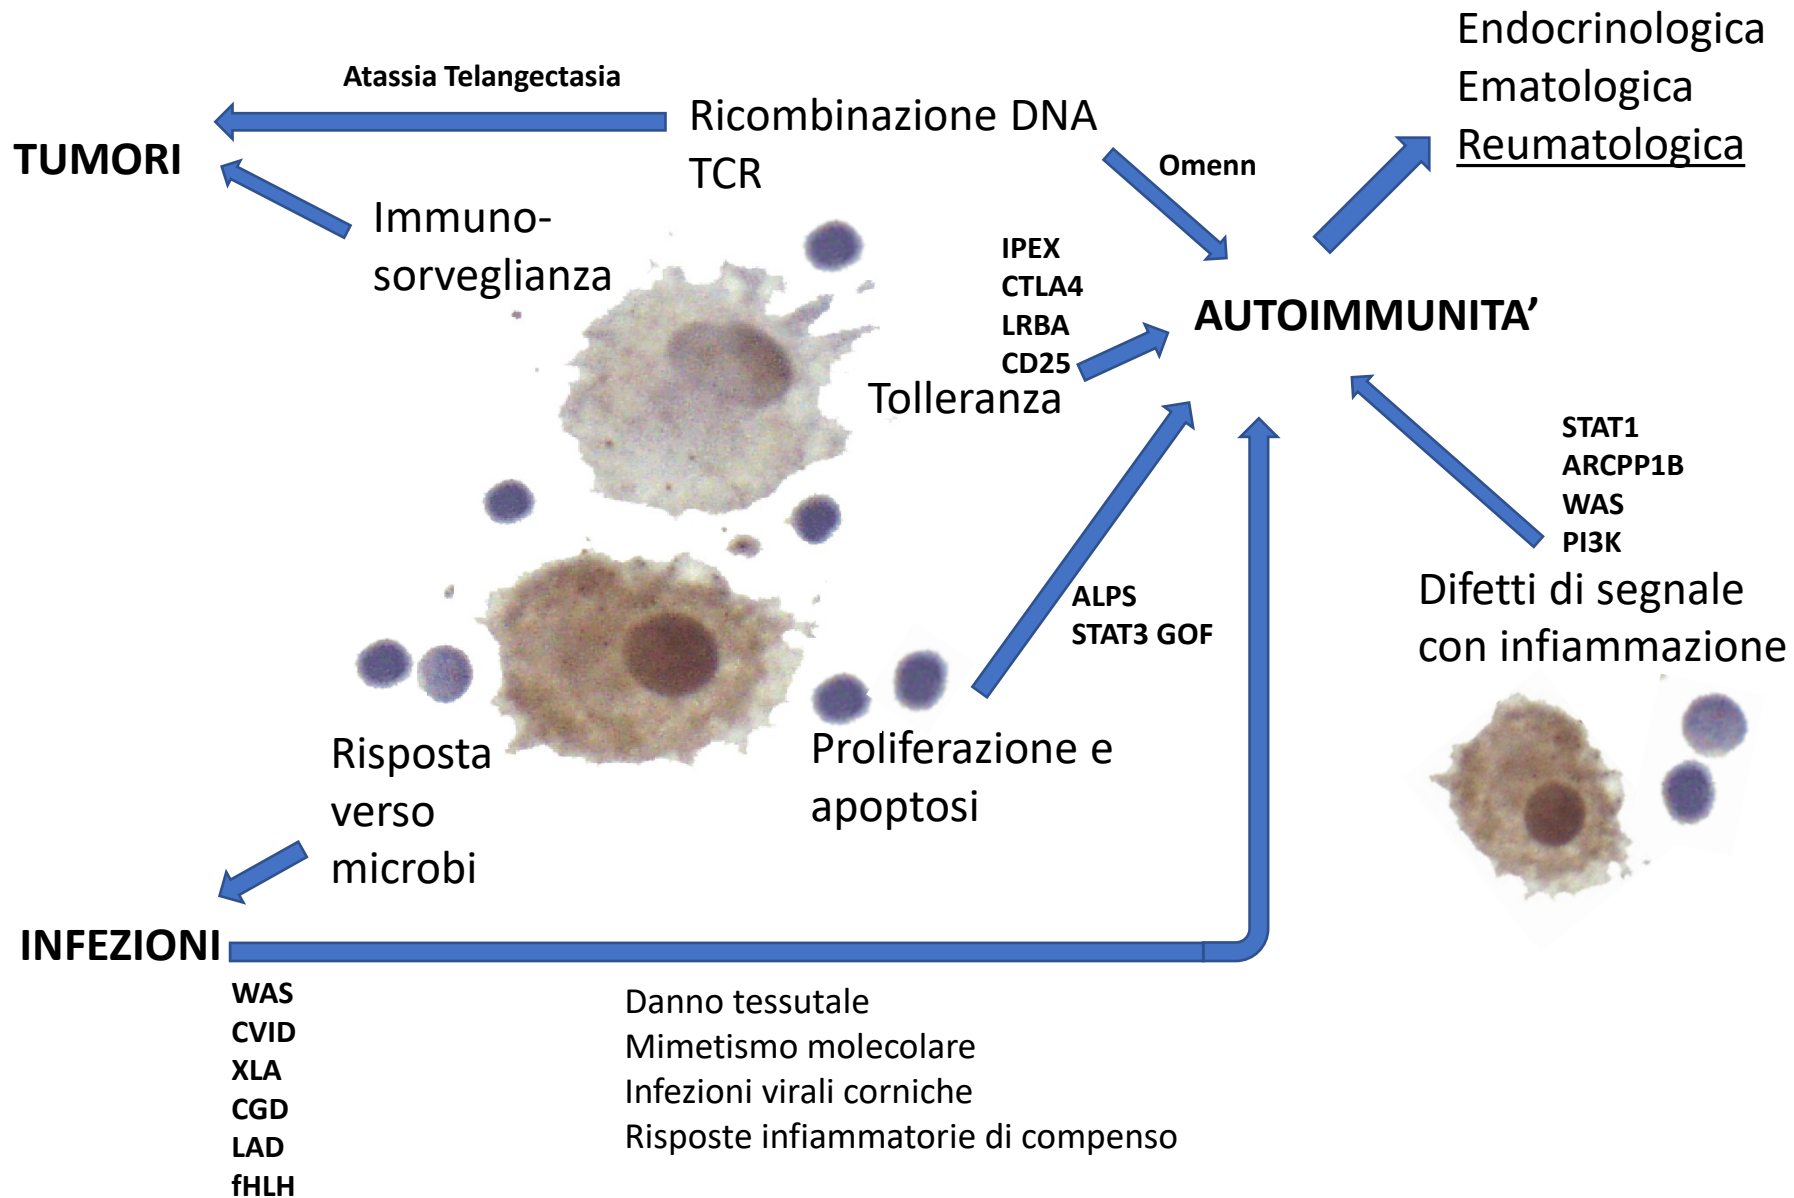 Endocrinologica
Ematologica
Reumatologica
Atassia Telangectasia
TUMORI
Ricombinazione DNA
TCR
Omenn
Immuno-
sorveglianza
IPEX
CTLA4
LRBA
CD25
Tolleranza
AUTOIMMUNITA’
STAT1
ARCPP1B
WAS
PI3K
Difetti di segnale
con infiammazione
ALPS
STAT3 GOF
Proliferazione e
apoptosi
Risposta
verso
microbi
INFEZIONI
WAS
CVID
XLA
CGD
LAD
fHLH
Danno tessutale
Mimetismo molecolare
Infezioni virali corniche
Risposte infiammatorie di compenso